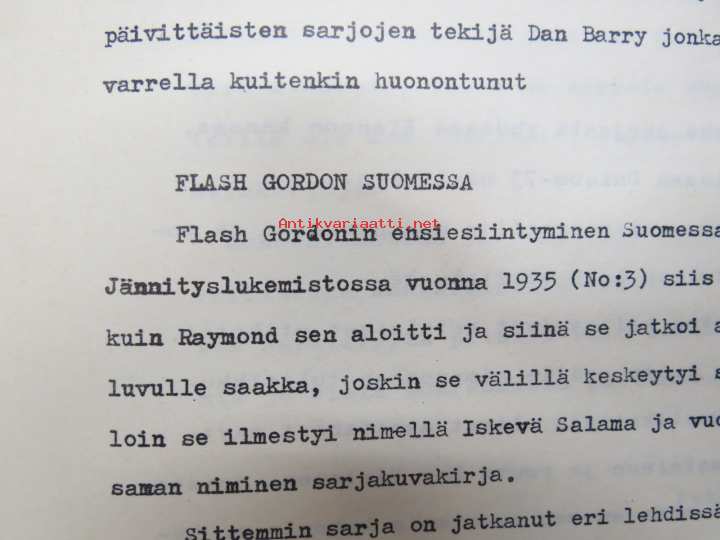 päivittäisten sarjojen tekijä Dan Barry jonka
varrella kuitenkin huonontunut
FLASH GORDON SUOMESSA
Antikvariaatti.net
Flash Gordonin ensiesiintyminen Suomessa
Jännityslukemistossa vuonna 1935 (No:3) siis
kuin Raymond sen aloitti ja siinä se jatkoi a
luvulle saakka, joskin se välillä keskeytyi s
loin se ilmestyi nimellä Iskevä Salama ja vuo
saman niminen sarjakuvakirja.
Sittemmin sarja on jatkanut eri lehdissä